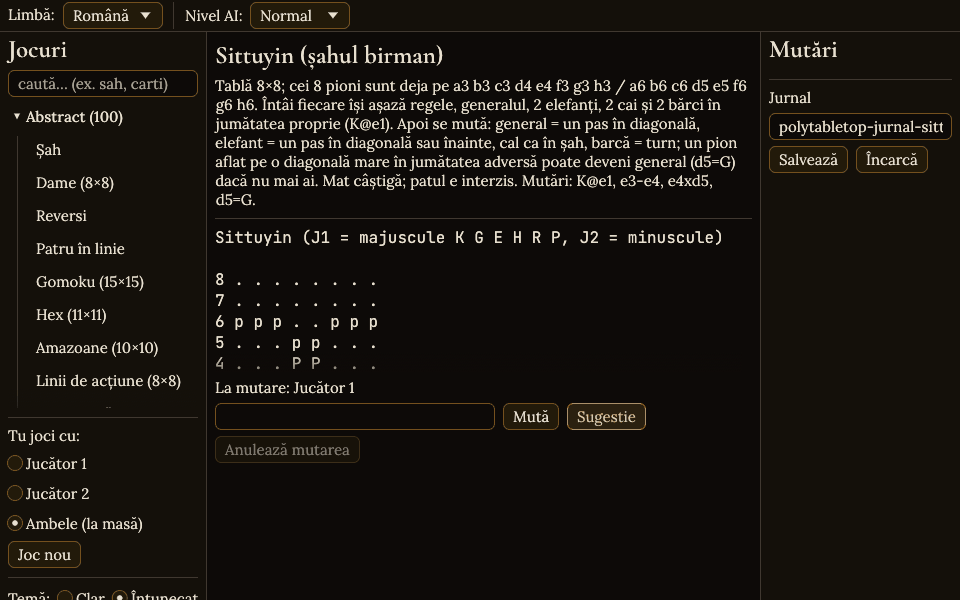 Limbă: Română ▼ Nivel AI: Normal ▼
Jocuri
caută... (ex. sah, carti)
▼ Abstract (100)
Șah
Dame (8×8)
Reversi
Patru în linie
Gomoku (15×15)
Hex (11×11)
Amazoane (10×10)
Linii de acțiune (8×8)
Tu joci cu:
Jucător 1
Jucător 2
Ambele (la masă)
Joc nou
Temă: Clar Întunecat
Sittuyin (șahul birman)
Tablă 8×8; cei 8 pioni sunt deja pe a3 b3 c3 d4 e4 f3 g3 h3 / a6 b6 c6 d5 e5 f6
g6 h6. Întâi fiecare își așază regele, generalul, 2 elefanți, 2 cai și 2 bărci în
jumătatea proprie (K@e1). Apoi se mută: general = un pas în diagonală,
elefant = un pas în diagonală sau înainte, cal ca în șah, barcă = turn; un pion
aflat pe o diagonală mare în jumătatea adversă poate deveni general (d5=G)
dacă nu mai ai. Mat câștigă; patul e interzis. Mutări: K@e1, e3-e4, e4xd5,
d5=G.
Sittuyin (J1 = majuscule K G E H R P, J2 = minuscule)
8 . . . . . . . .
7 . . . . . . . .
6 p p p . . p p p
5 . . . p p . . .
4 . . . P P . . .
La mutare: Jucător 1
Mută Sugestie
Anulează mutarea
Mutări
Jurnal
polytabletop-jurnal-sitt
Salvează Încarcă